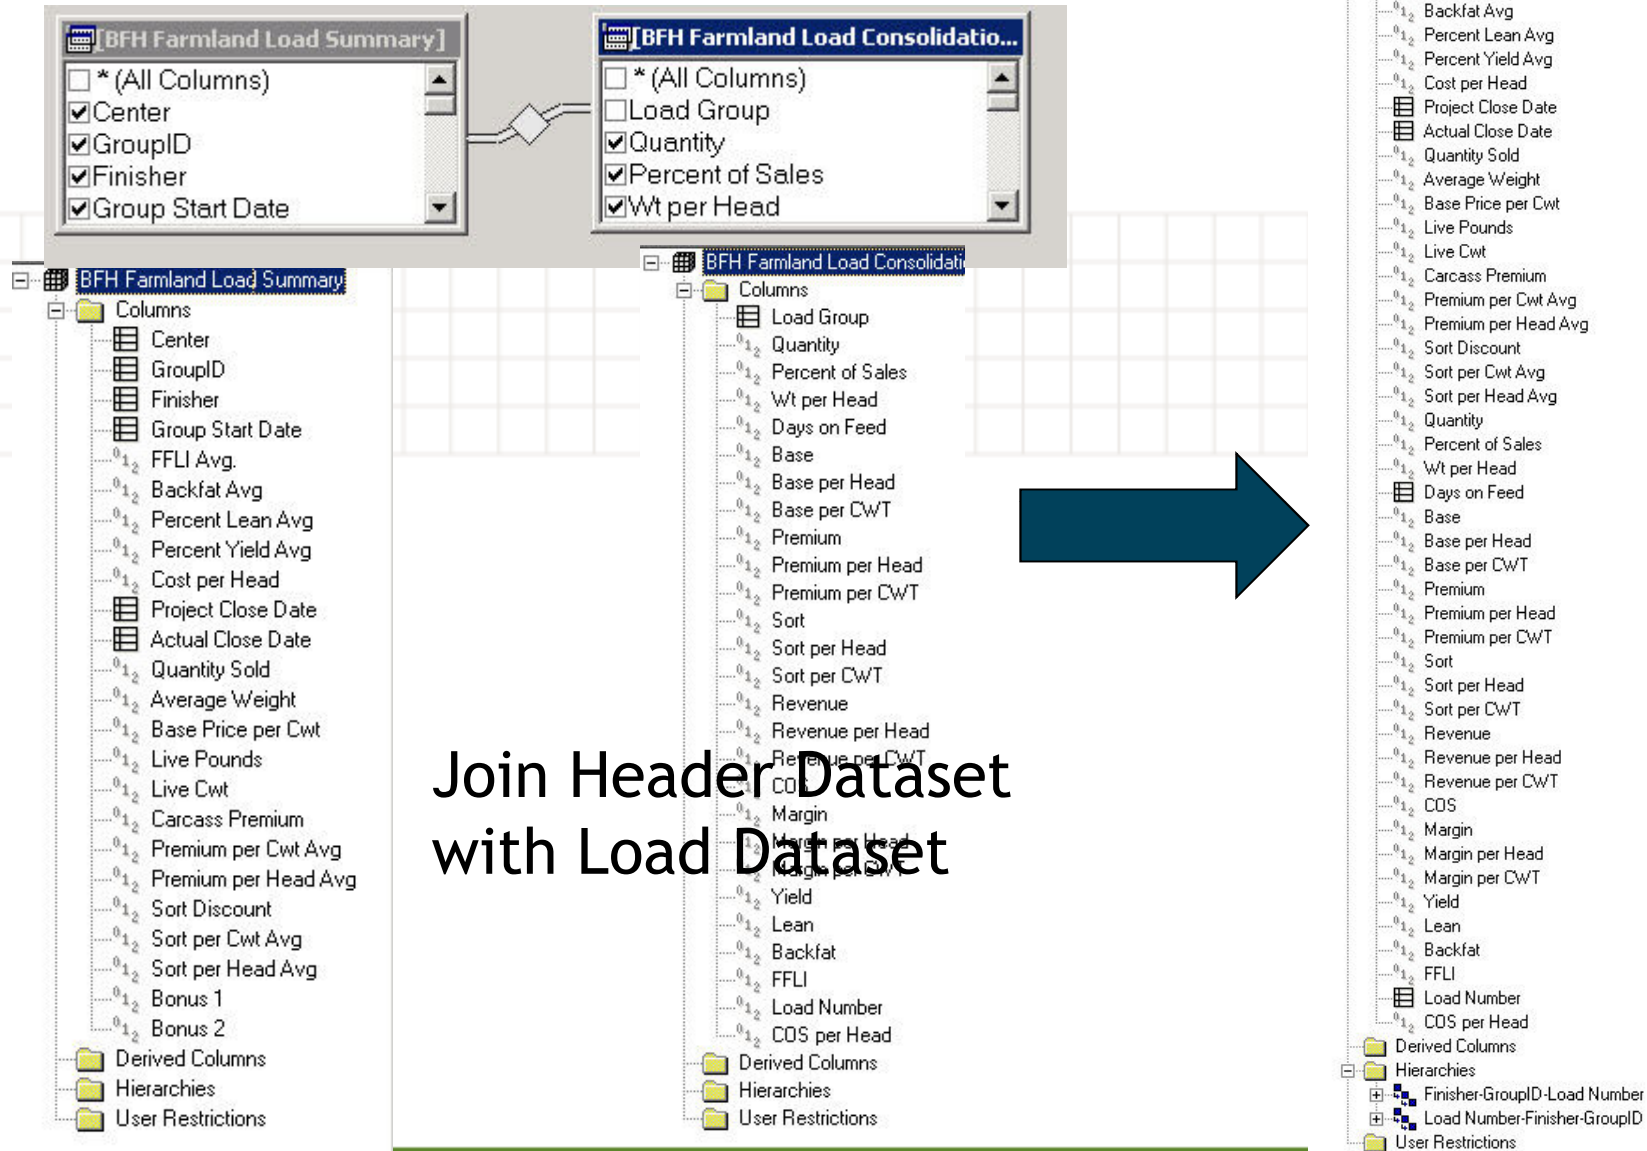 [BFH Farmland Load Summary]
* (All Columns)
Center
GroupID
Finisher
Group Start Date
[BFH Farmland Load Consolidatio...
* (All Columns)
Load Group
Quantity
Percent of Sales
Wt per Head
BFH Farmland Load Summary
Columns
Center
GroupID
Finisher
Group Start Date
FFLI Avg.
Backfat Avg
Percent Lean Avg
Percent Yield Avg
Cost per Head
Project Close Date
Actual Close Date
Quantity Sold
Average Weight
Base Price per Cwt
Live Pounds
Live Cwt
Carcass Premium
Premium per Cwt Avg
Premium per Head Avg
Sort Discount
Sort per Cwt Avg
Sort per Head Avg
Bonus 1
Bonus 2
Derived Columns
Hierarchies
User Restrictions
BFH Farmland Load Consolidati
Columns
Load Group
Quantity
Percent of Sales
Wt per Head
Days on Feed
Base
Base per Head
Base per CWT
Premium
Premium per Head
Premium per CWT
Sort
Sort per Head
Sort per CWT
Revenue
Revenue per Head
Revenue per CWT
COS
Margin
Margin per Head
Margin per CWT
Yield
Lean
Backfat
FFLI
Load Number
COS per Head
Derived Columns
Hierarchies
User Restrictions
Join Header Dataset
with Load Dataset
Backfat Avg
Percent Lean Avg
Percent Yield Avg
Cost per Head
Project Close Date
Actual Close Date
Quantity Sold
Average Weight
Base Price per Cwt
Live Pounds
Live Cwt
Carcass Premium
Premium per Cwt Avg
Premium per Head Avg
Sort Discount
Sort per Cwt Avg
Sort per Head Avg
Quantity
Percent of Sales
Wt per Head
Days on Feed
Base
Base per Head
Base per CWT
Premium
Premium per Head
Premium per CWT
Sort
Sort per Head
Sort per CWT
Revenue
Revenue per Head
Revenue per CWT
COS
Margin
Margin per Head
Margin per CWT
Yield
Lean
Backfat
FFLI
Load Number
COS per Head
Derived Columns
Hierarchies
Finisher-GroupID-Load Number
Load Number-Finisher-GroupID
User Restrictions